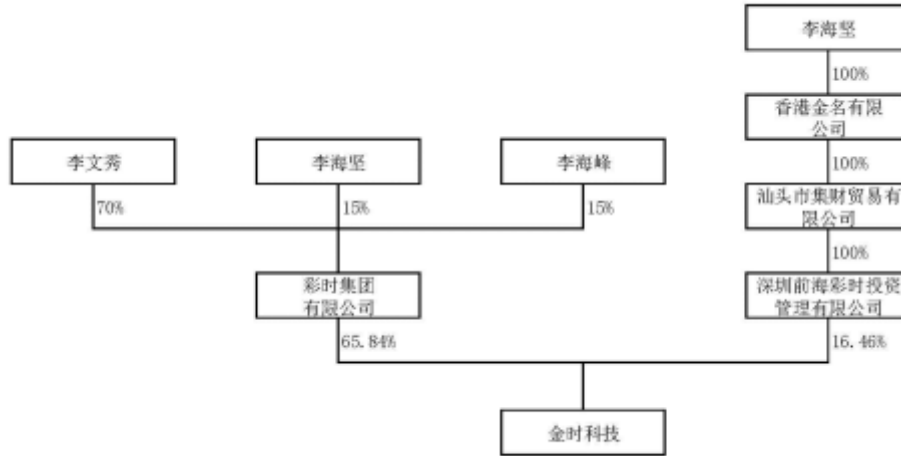 李海坚
100%
香港金名有限
公司
100%
李文秀
李海坚
李海峰
70%
15%
15%
汕头市集财贸易有
限公司
100%
彩时集团
有限公司
深圳前海彩时投资
管理有限公司
65.84%
16.46%
金时科技